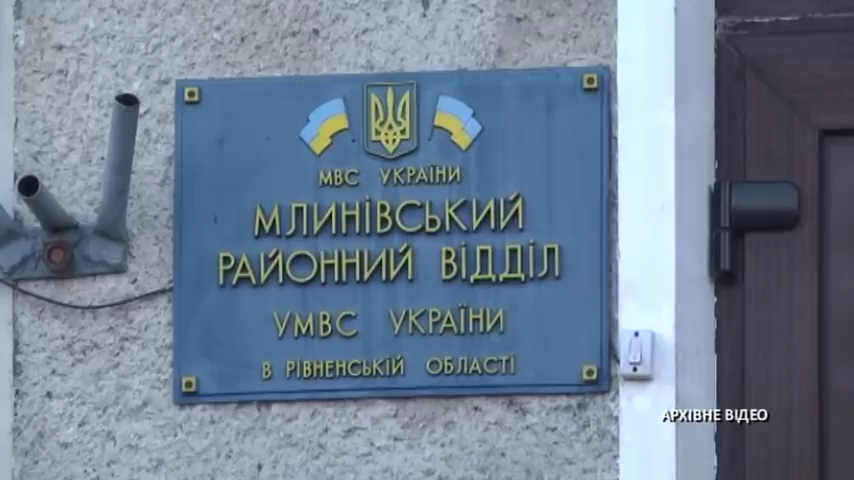 МВС УКРАЇНИ
МЛИНІВСЬКИЙ
РАЙОННИЙ ВІДДІЛ
УМВС УКРАЇНИ
В РІВНЕНСЬКІЙ ОБЛАСТІ
АРХІВНЕ ВІДЕО